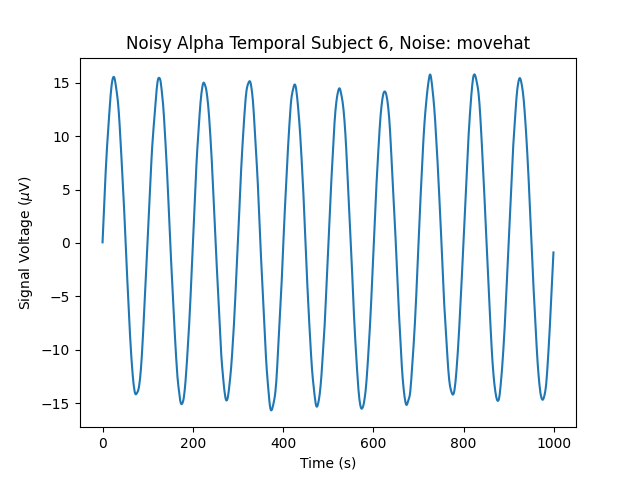 Noisy Alpha Temporal Subject 6, Noise: movehat
Signal Voltage (μV)
15
10
5
0
−5
−10
−15
0 200 400 600 800 1000
Time (s)